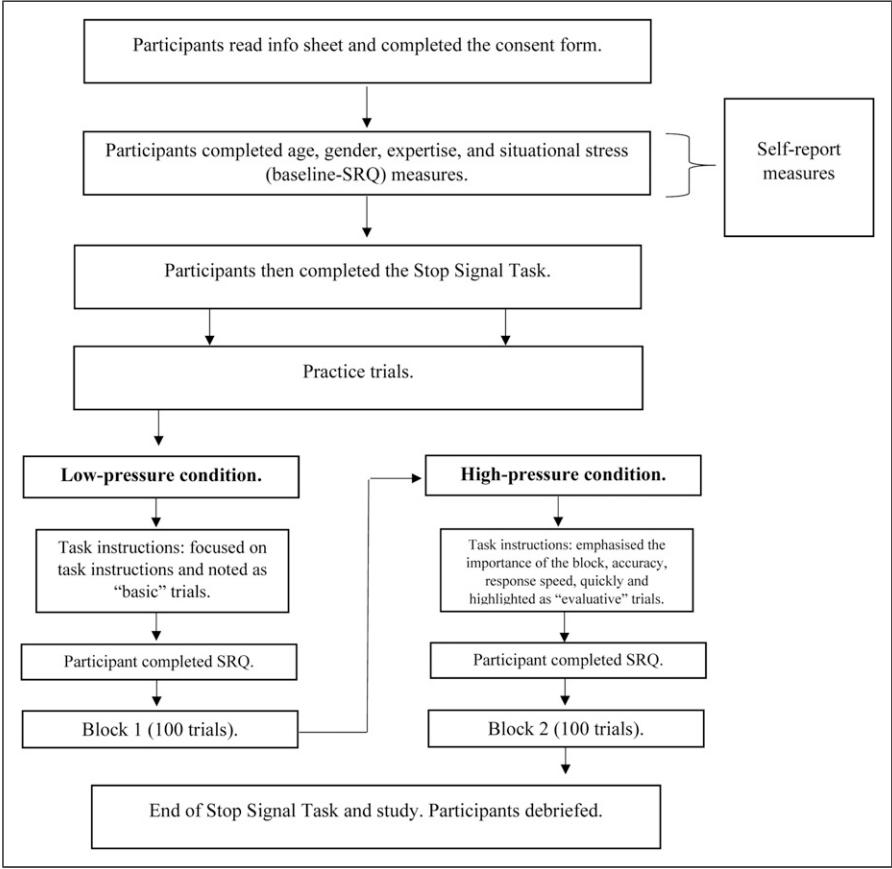 Participants read info sheet and completed the consent form.
Participants completed age, gender, expertise, and situational stress
(baseline-SRQ) measures.
Self-report
measures
Participants then completed the Stop Signal Task.
Practice trials.
Low-pressure condition.
Task instructions: focused on
task instructions and noted as
“basic” trials.
Participant completed SRQ.
Block 1 (100 trials).
High-pressure condition.
Task instructions: emphasised the
importance of the block, accuracy,
response speed, quickly and
highlighted as “evaluative” trials.
Participant completed SRQ.
Block 2 (100 trials).
End of Stop Signal Task and study. Participants debriefed.